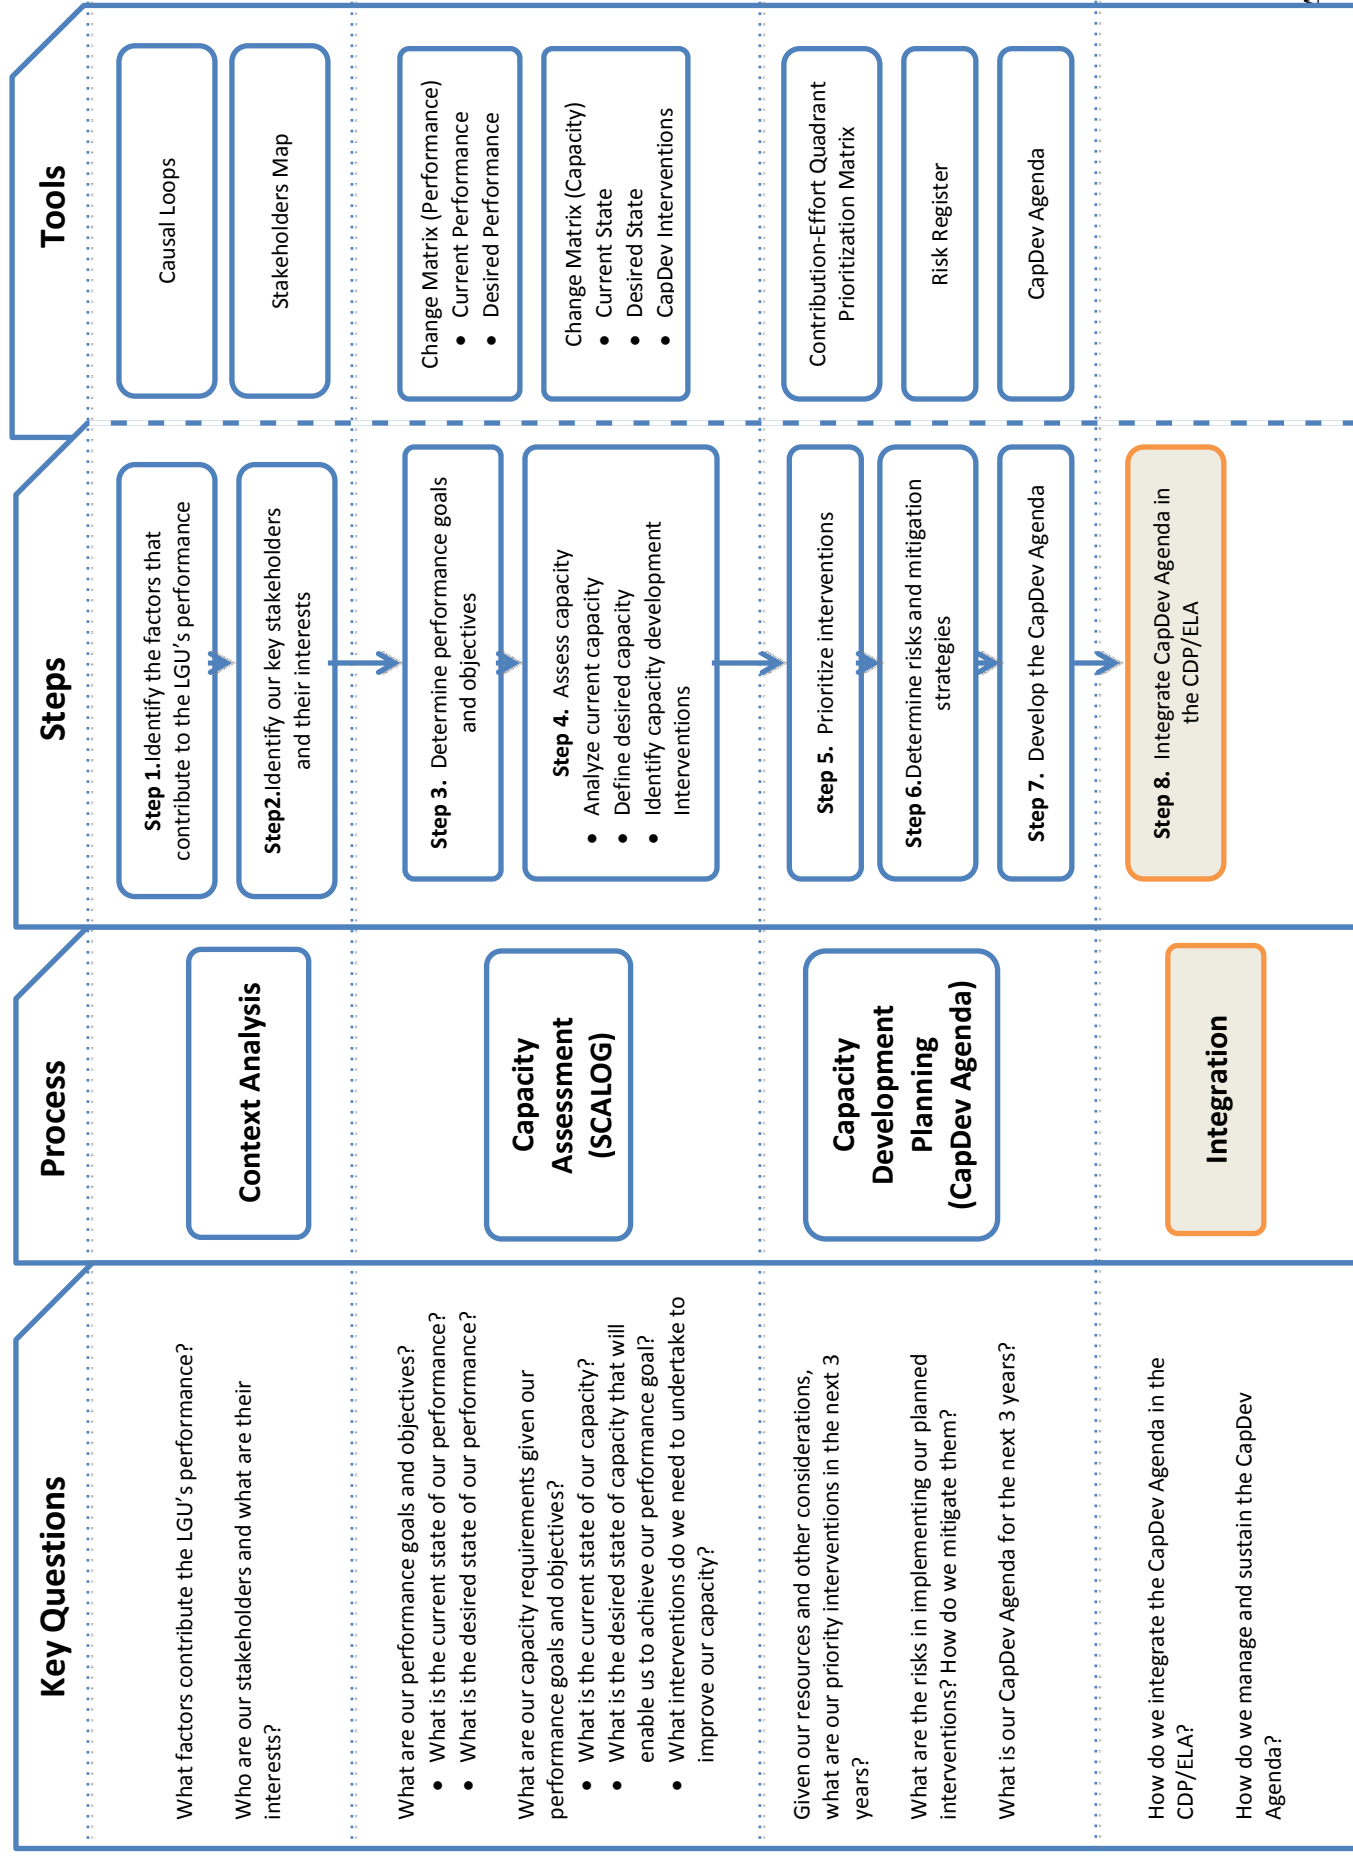 Key Questions
Process
Steps
Tools
What factors contribute the LGU's performance?
Who are our stakeholders and what are their
interests?
Context Analysis
Step 1.Identify the factors that
contribute to the LGU's performance
Step2.Identify our key stakeholders
and their interests
Causal Loops
Stakeholders Map
What are our performance goals and objectives?
• What is the current state of our performance?
• What is the desired state of our performance?
What are our capacity requirements given our
performance goals and objectives?
• What is the current state of our capacity?
• What is the desired state of capacity that will
enable us to achieve our performance goal?
• What interventions do we need to undertake to
improve our capacity?
Capacity
Assessment
(SCALOG)
Step 3. Determine performance goals
and objectives
Step 4. Assess capacity
• Analyze current capacity
• Define desired capacity
• Identify capacity development
Interventions
Change Matrix (Performance)
• Current Performance
• Desired Performance
Change Matrix (Capacity)
• Current State
• Desired State
• CapDev Interventions
Given our resources and other considerations,
what are our priority interventions in the next 3
years?
What are the risks in implementing our planned
interventions? How do we mitigate them?
What is our CapDev Agenda for the next 3 years?
Capacity
Development
Planning
(CapDev Agenda)
Step 5. Prioritize interventions
Step 6.Determine risks and mitigation
strategies
Step 7. Develop the CapDev Agenda
Contribution-Effort Quadrant
Prioritization Matrix
Risk Register
CapDev Agenda
How do we integrate the CapDev Agenda in the
CDP/ELA?
How do we manage and sustain the CapDev
Agenda?
Integration
Step 8. Integrate CapDev Agenda in
the CDP/ELA